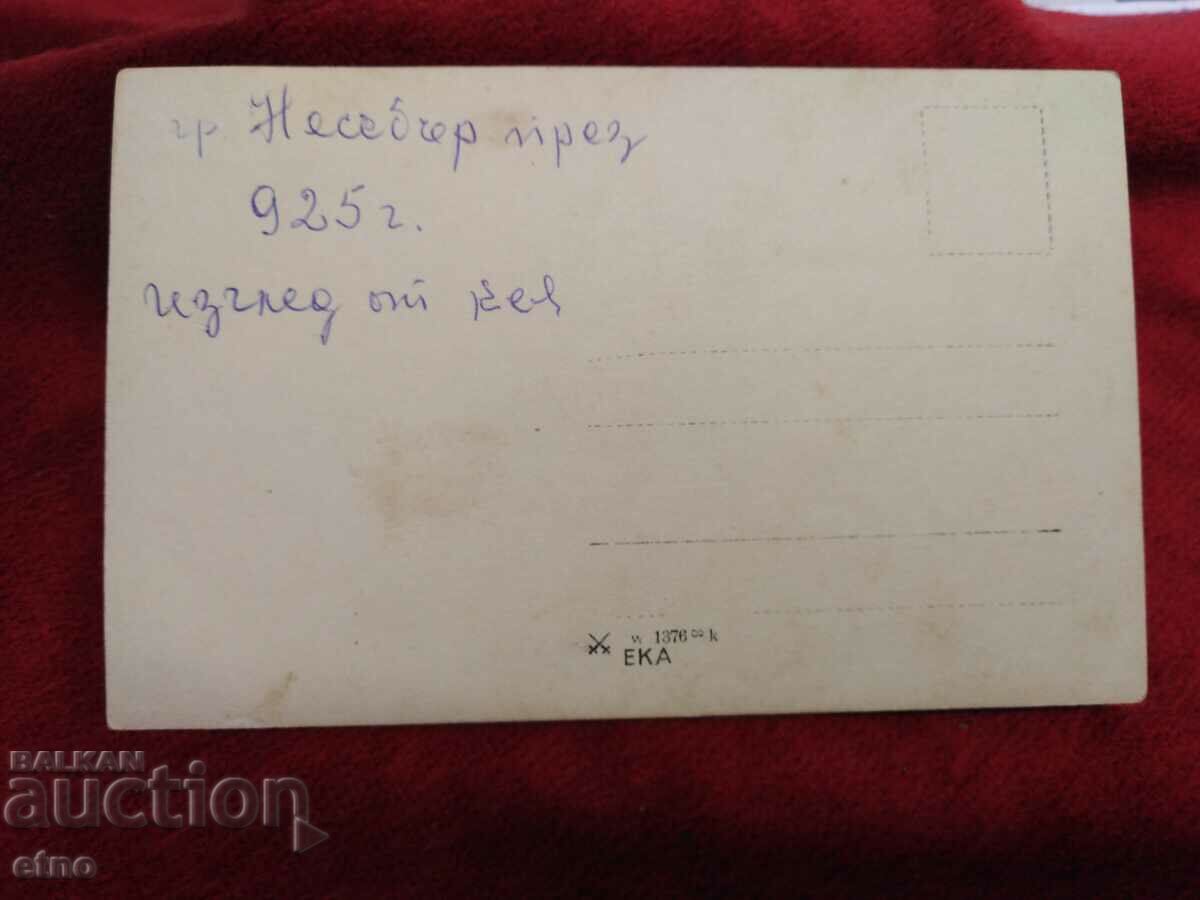 гр Несебър през
925 г.
изглед от кея
w 1376 ∞ k
EKA
BALKAN
auction
etno